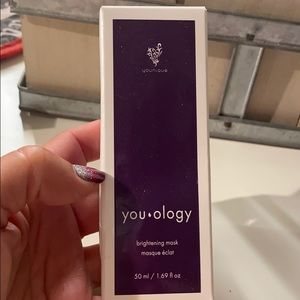 younique
you•ology
brightening mask
masque éclat
50 ml / 1.69 fl oz